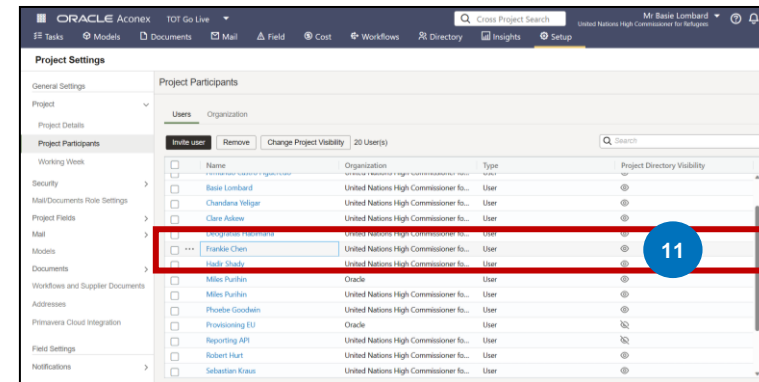 ORACLE Aconex TOT Go Live Cross Project Search Mr Basie Lombard
United Nations High Commissioner for Refugees
Tasks Models Documents Mail Field Cost Workflows Directory Insights Setup
Project Settings
General Settings
Project
Project Details
Project Participants
Working Week
Security
Mail/Documents Role Settings
Project Fields
Mail
Models
Documents
Workflows and Supplier Documents
Addresses
Primavera Cloud Integration
Field Settings
Notifications
Project Participants
Users Organization
Invite user Remove Change Project Visibility 20 User(s) Search
Name Organization Type Project Directory Visibility
Basie Lombard United Nations High Commissioner fo... User
Chandana Yeligar United Nations High Commissioner fo... User
Clare Askew United Nations High Commissioner fo... User
Deogratias Habimana United Nations High Commissioner fo... User
Frankie Chen United Nations High Commissioner fo... User
11
Hadir Shady United Nations High Commissioner fo... User
Miles Purihin Oracle User
Miles Purihin United Nations High Commissioner fo... User
Phoebe Goodwin United Nations High Commissioner fo... User
Provisioning EU Oracle User
Reporting API United Nations High Commissioner fo... User
Robert Hurt United Nations High Commissioner fo... User
Sebastian Kraus United Nations High Commissioner fo... User